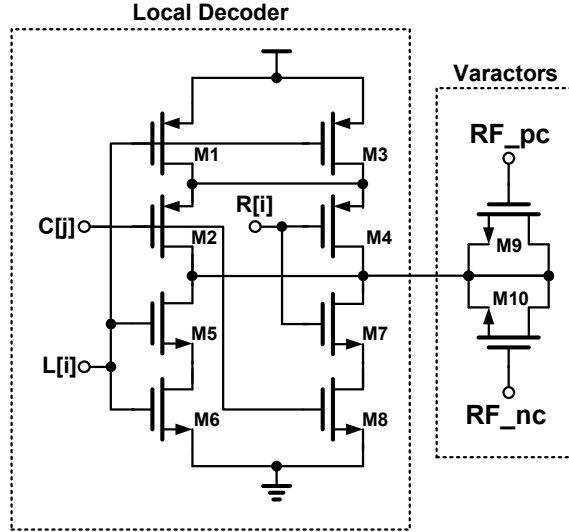 Local Decoder
Varactors
RF_pc
M1
M3
R[i]
C[j]
M2
M4
M9
M10
M5
M7
L[i]
M6
M8
RF_nc